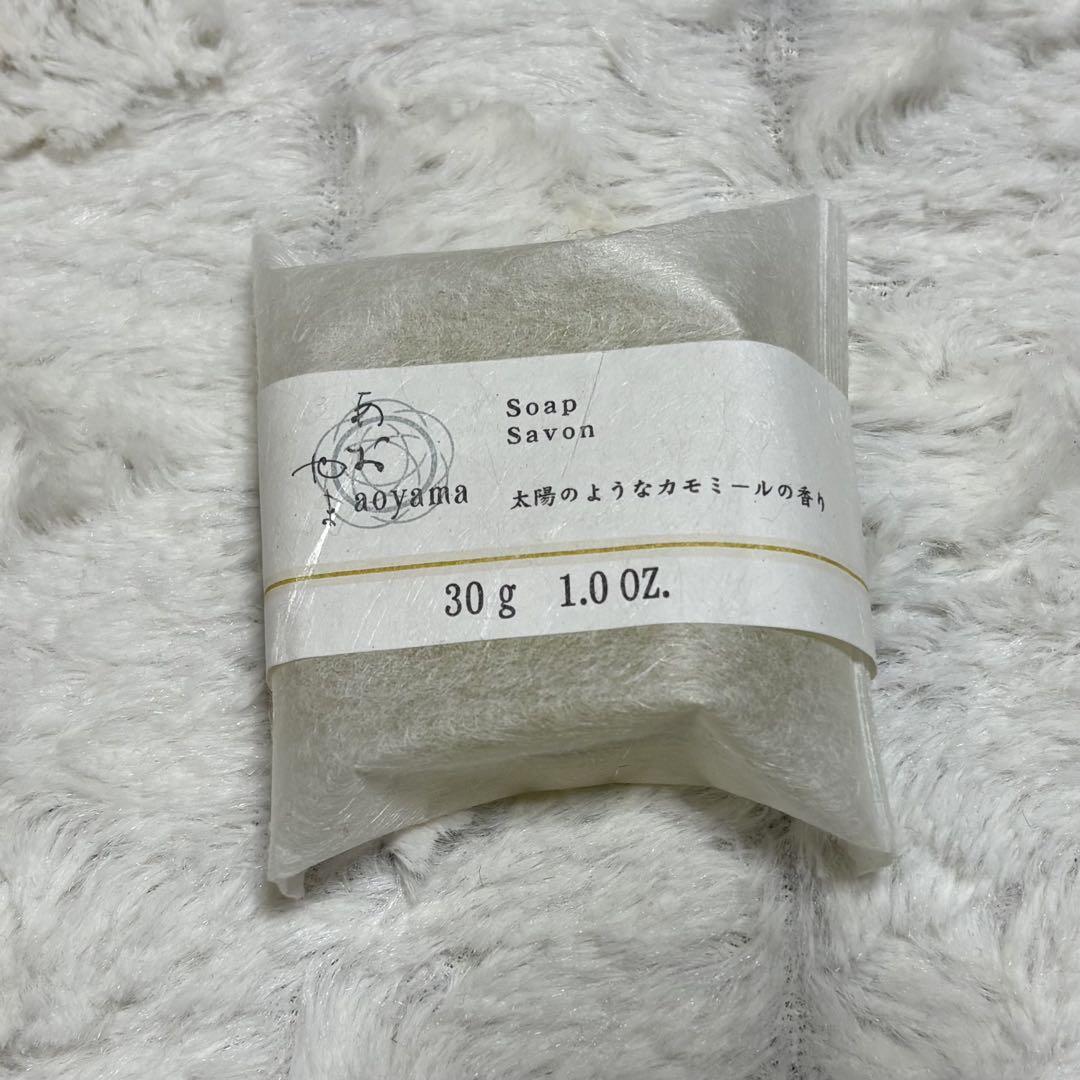 あおやま
aoyama
Soap
Savon
太陽のようなカモミールの香り
30 g 1.0 OZ.